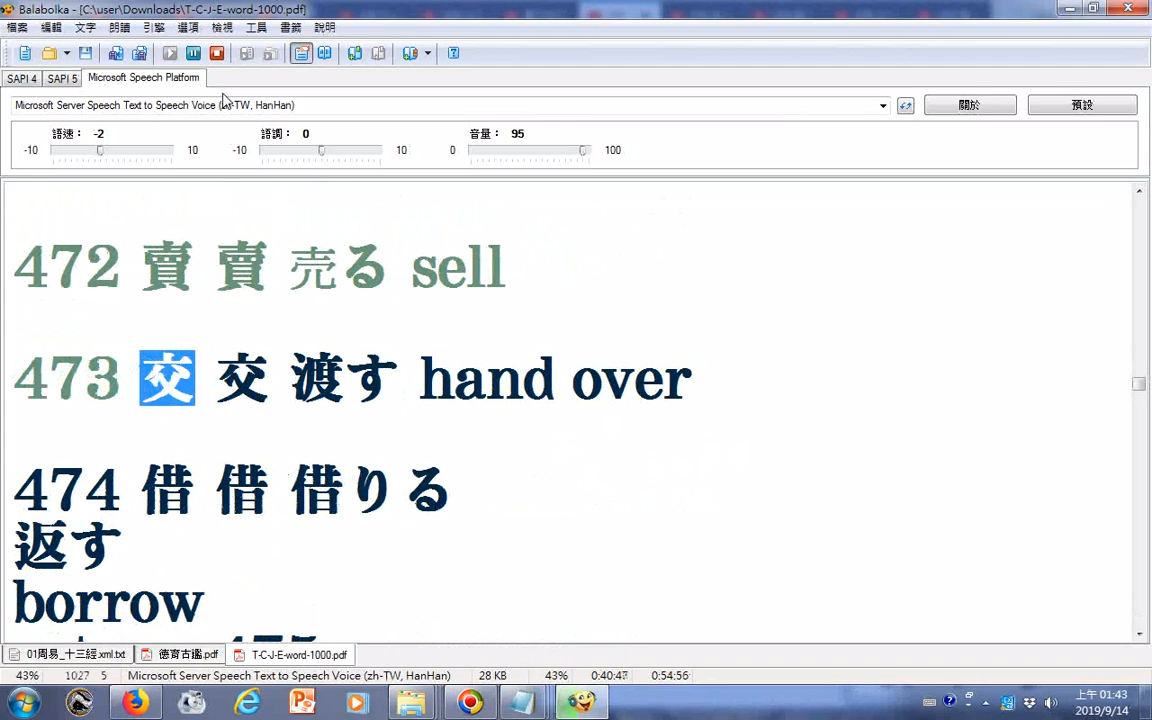 Balabolka - [C:\user\Downloads\T-C-J-E-word-1000.pdf]
檔案 編輯 文字 朗讀 引擎 選項 檢視 工具 書籤 說明
SAPI 4 SAPI 5 Microsoft Speech Platform
Microsoft Server Speech Text to Speech Voice (zh-TW, HanHan)
關於 預設
語速： -2 語調： 0 音量： 95
-10 10 -10 10 0 100
472 賣 賣 売る sell
473 交 交 渡す hand over
474 借 借 借りる
返す
borrow
01周易_十三經.xml.txt 德育古鑑.pdf T-C-J-E-word-1000.pdf
43% 1027 5 Microsoft Server Speech Text to Speech Voice (zh-TW, HanHan) 28 KB 43% 0:40:47 0:54:56
上午 01:43
2019/9/14